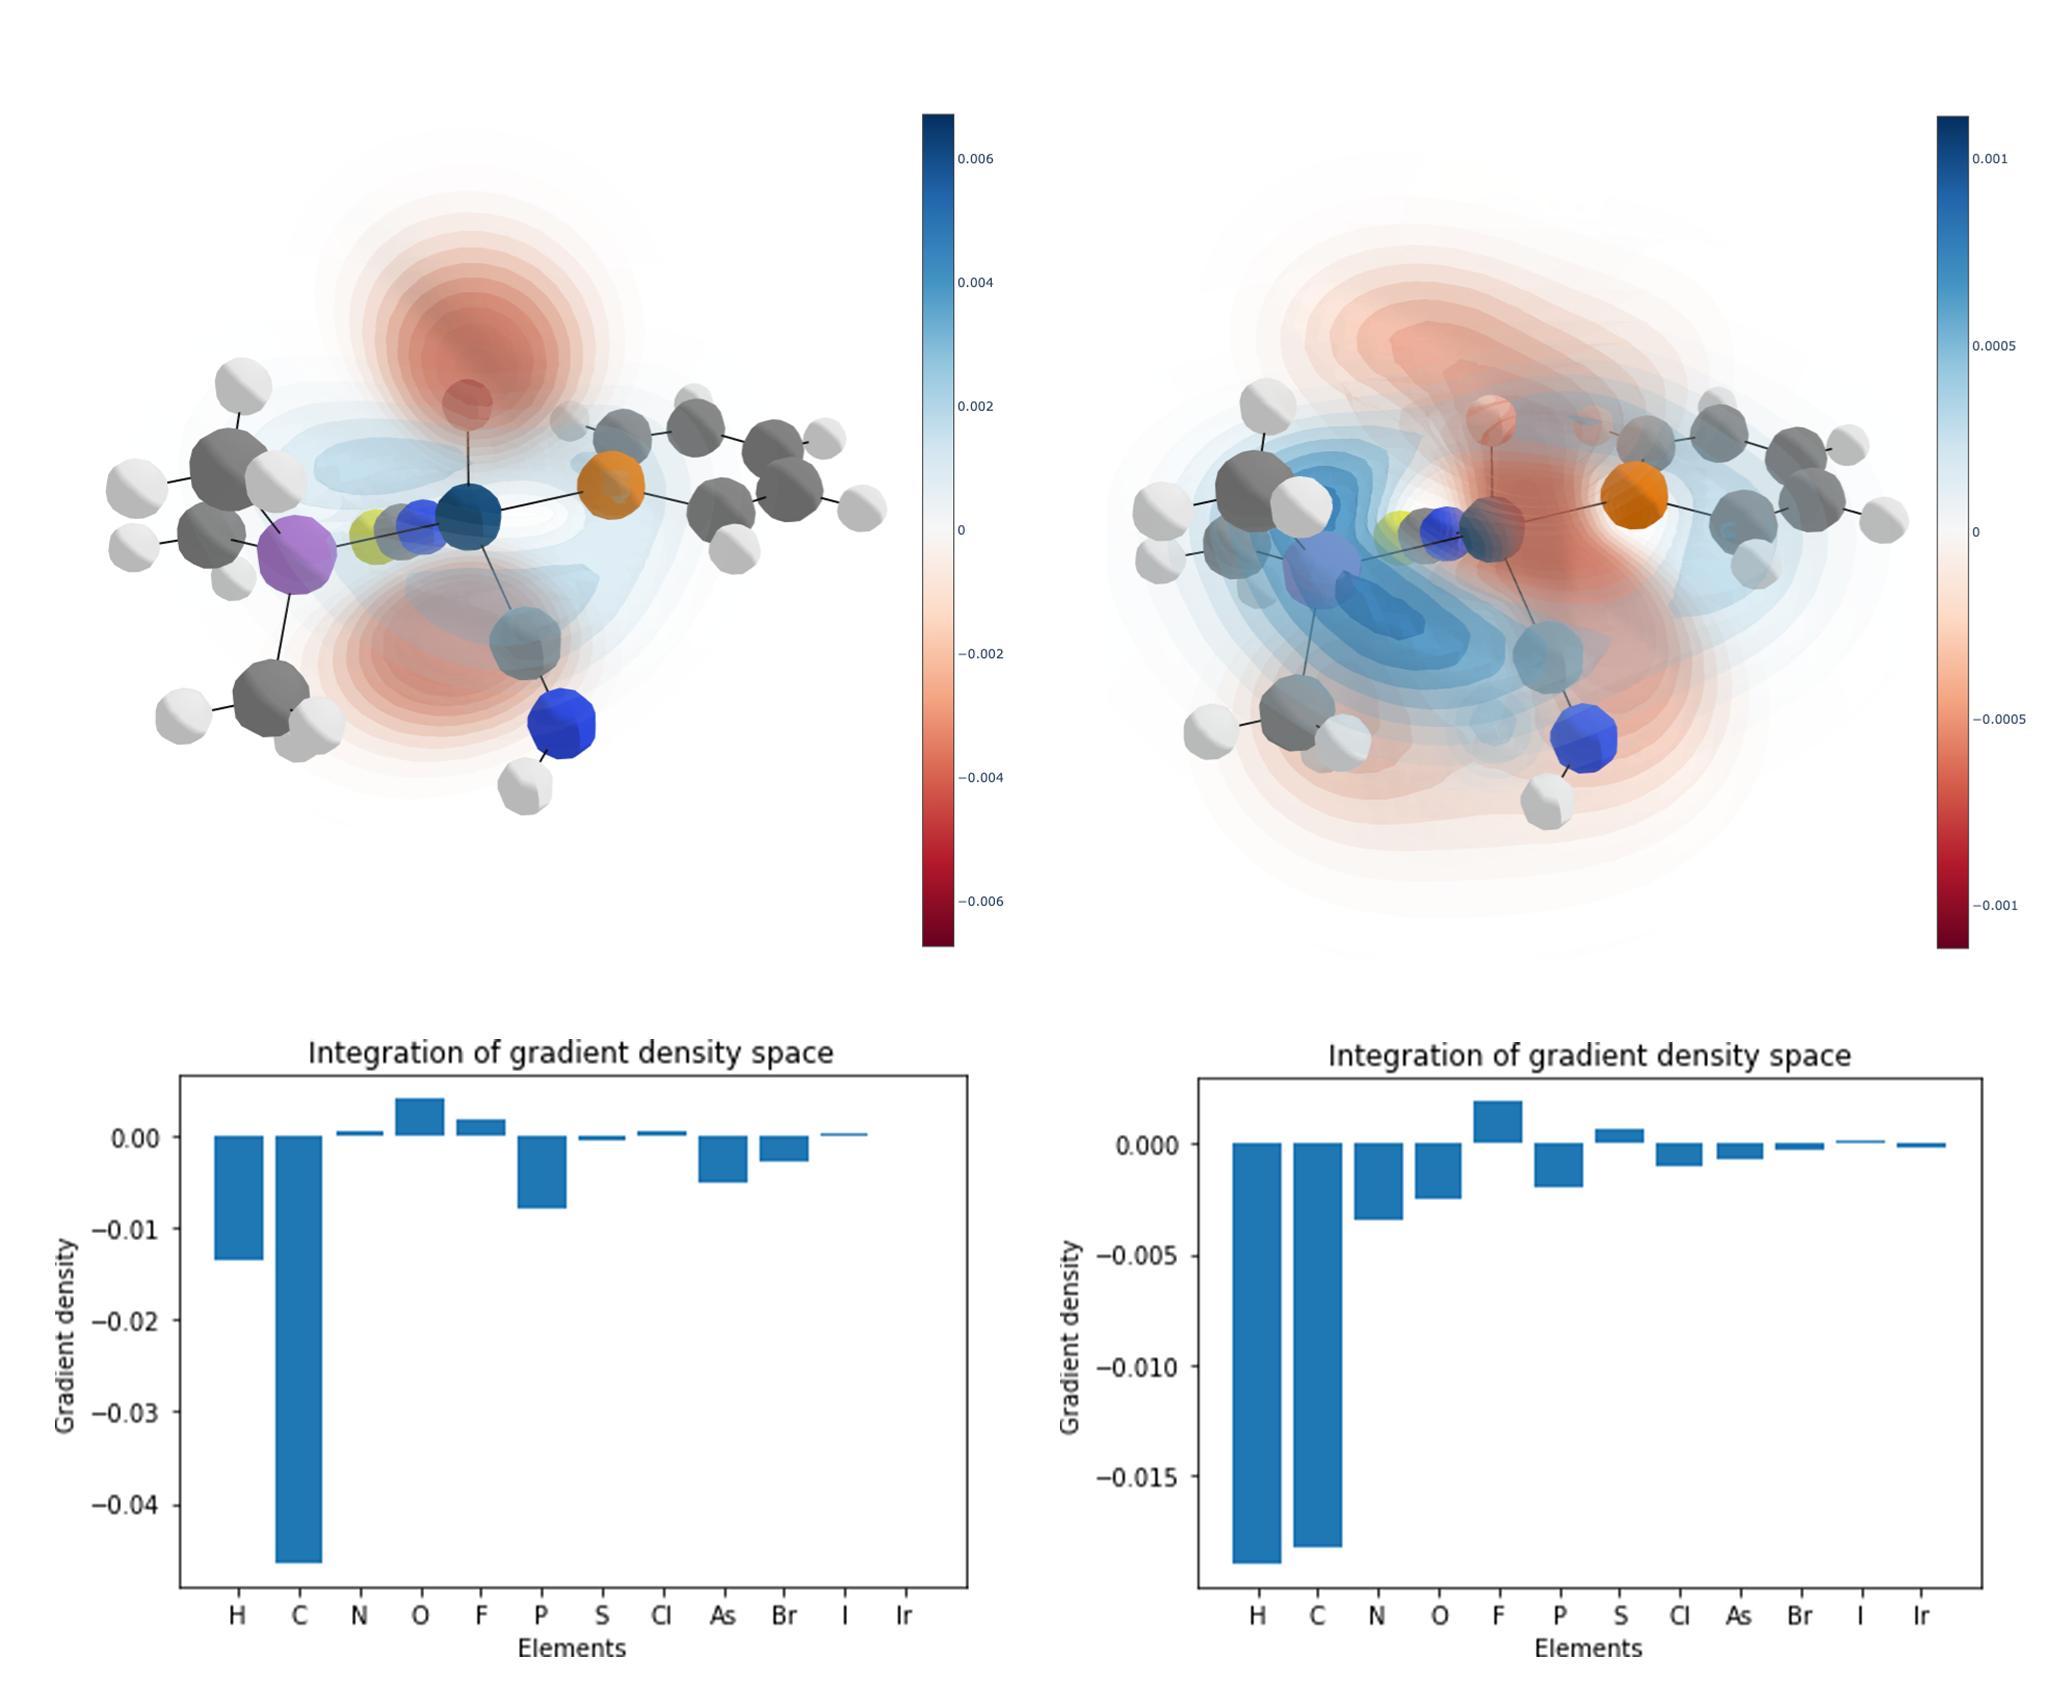 0.006
0.004
0.002
0
−0.002
−0.004
−0.006
0.001
0.0005
0
−0.0005
−0.001
Integration of gradient density space
0.00
−0.01
−0.02
−0.03
−0.04
Gradient density
H C N O F P S Cl As Br I Ir
Elements
Integration of gradient density space
0.000
−0.005
−0.010
−0.015
Gradient density
H C N O F P S Cl As Br I Ir
Elements